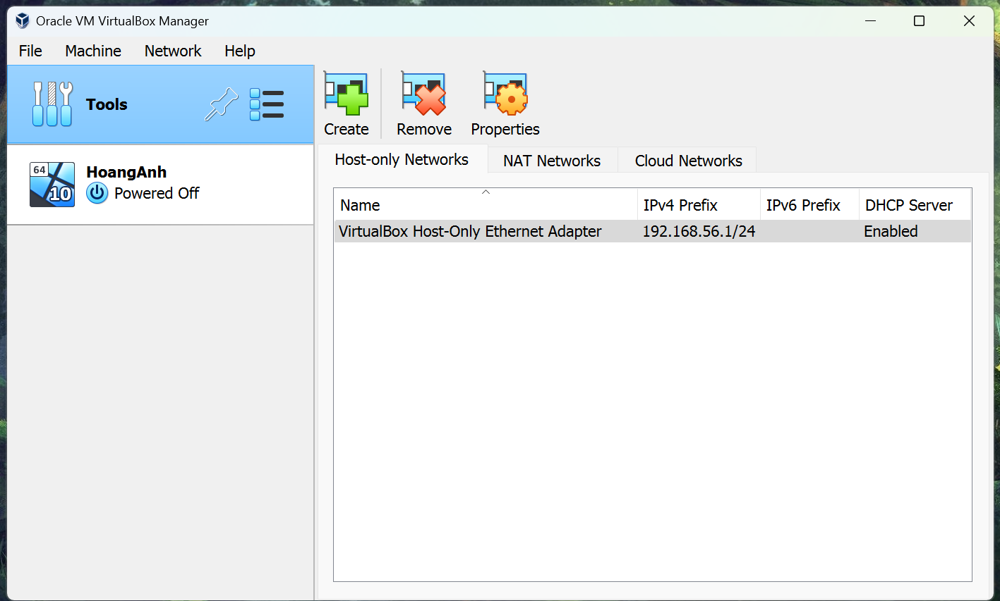 Oracle VM VirtualBox Manager
File Machine Network Help
Tools
64
10
HoangAnh
Powered Off
Create Remove Properties
Host-only Networks NAT Networks Cloud Networks
Name IPv4 Prefix IPv6 Prefix DHCP Server
VirtualBox Host-Only Ethernet Adapter 192.168.56.1/24 Enabled